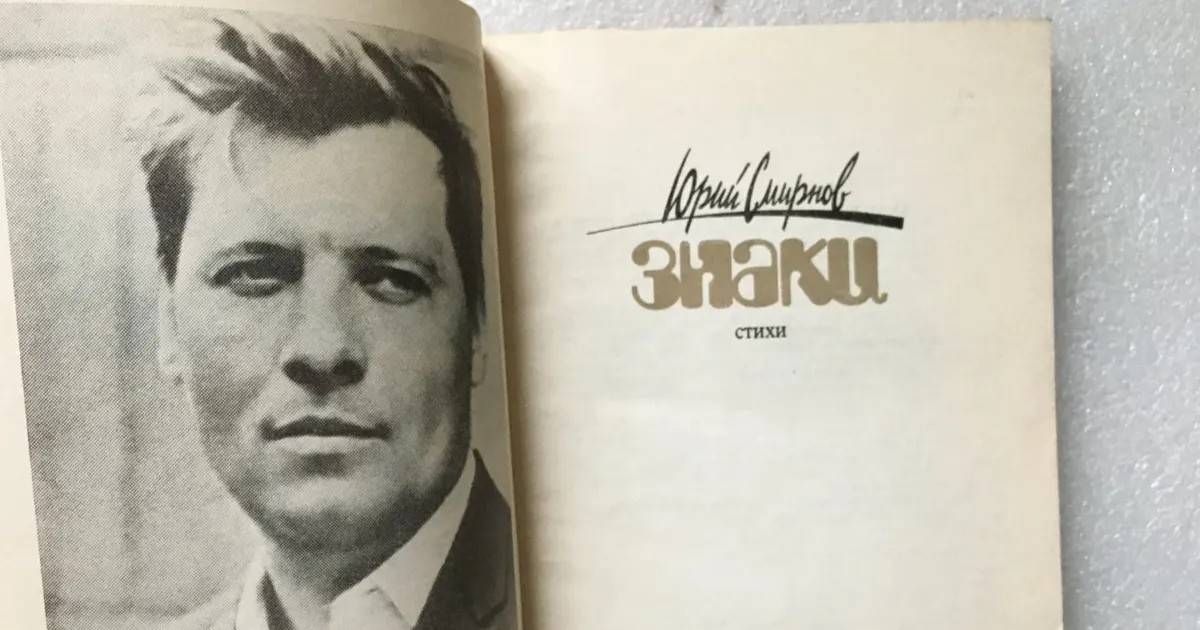 Юрий Смирнов
знаки
стихи